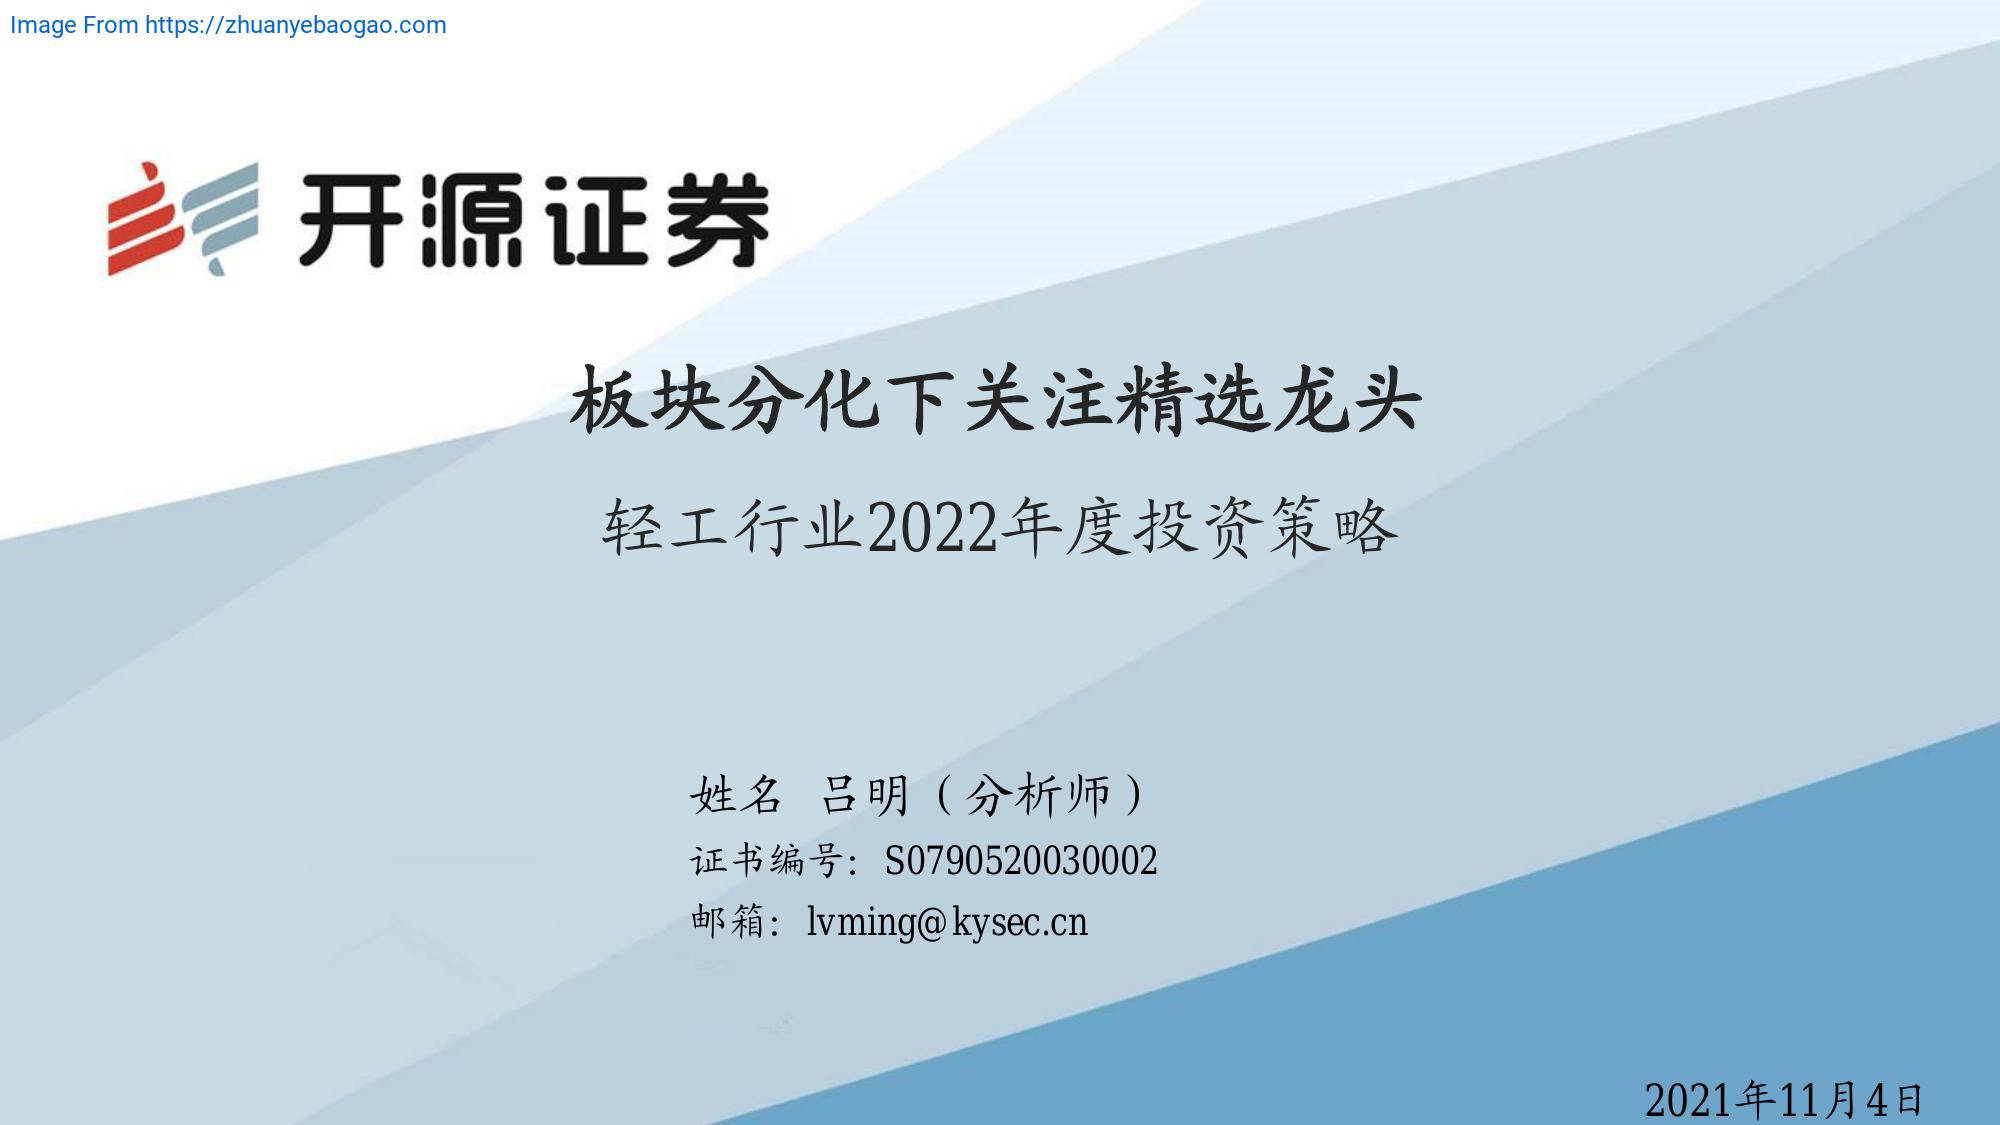 Image From https://zhuanyebaogao.com
开源证券
板块分化下关注精选龙头
轻工行业2022年度投资策略
姓名 吕明（分析师）
证书编号：S0790520030002
邮箱：lvming@kysec.cn
2021年11月4日